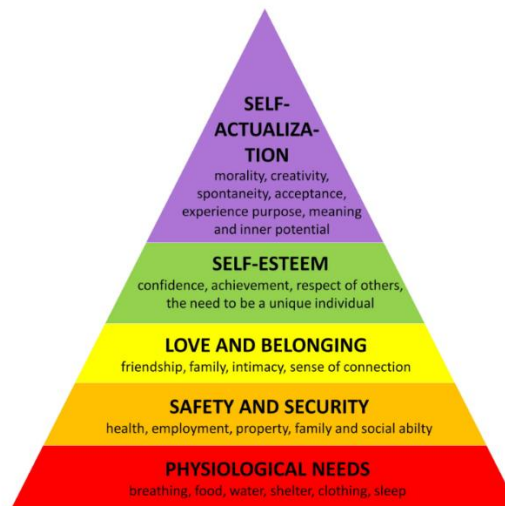 SELF-
ACTUALIZA-
TION
morality, creativity,
spontaneity, acceptance,
experience purpose, meaning
and inner potential
SELF-ESTEEM
confidence, achievement, respect of others,
the need to be a unique individual
LOVE AND BELONGING
friendship, family, intimacy, sense of connection
SAFETY AND SECURITY
health, employment, property, family and social abilty
PHYSIOLOGICAL NEEDS
breathing, food, water, shelter, clothing, sleep